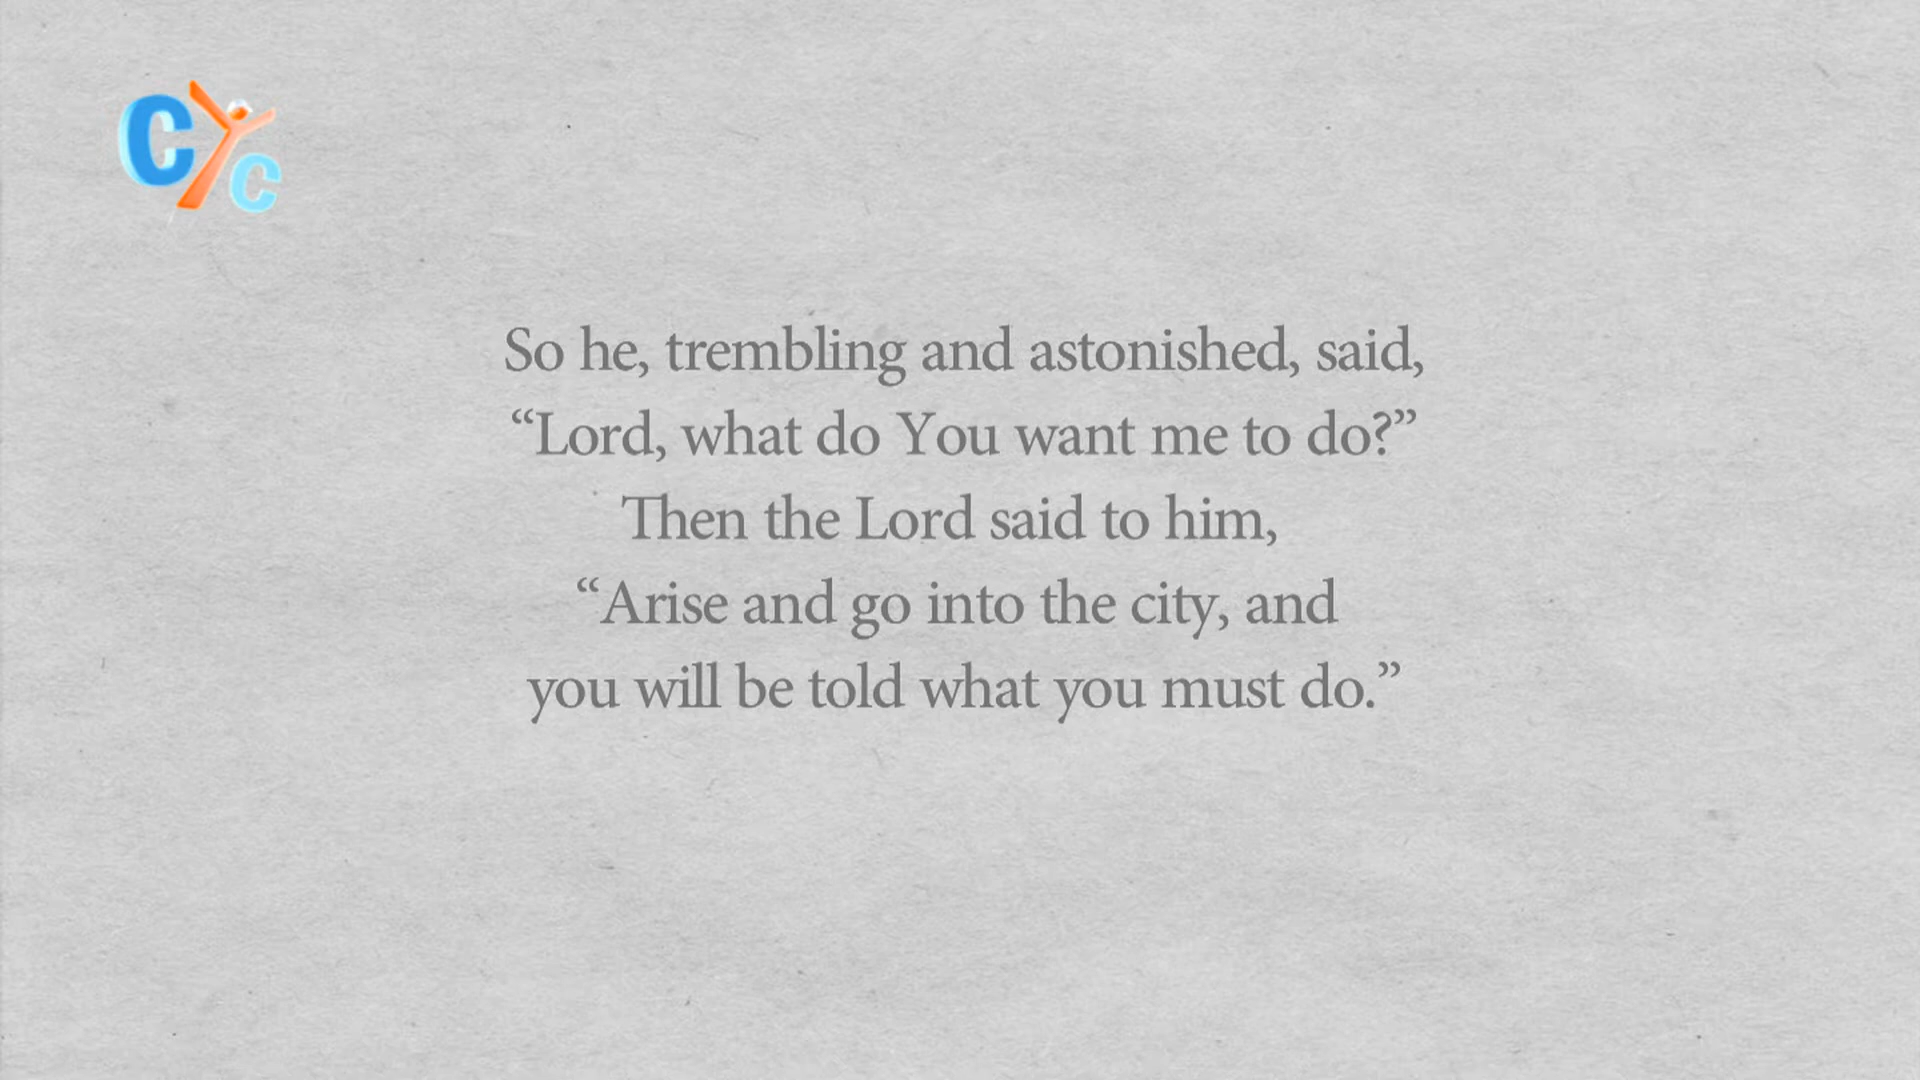 CYC
So he, trembling and astonished, said,
“Lord, what do You want me to do?”
Then the Lord said to him,
“Arise and go into the city, and
you will be told what you must do.”